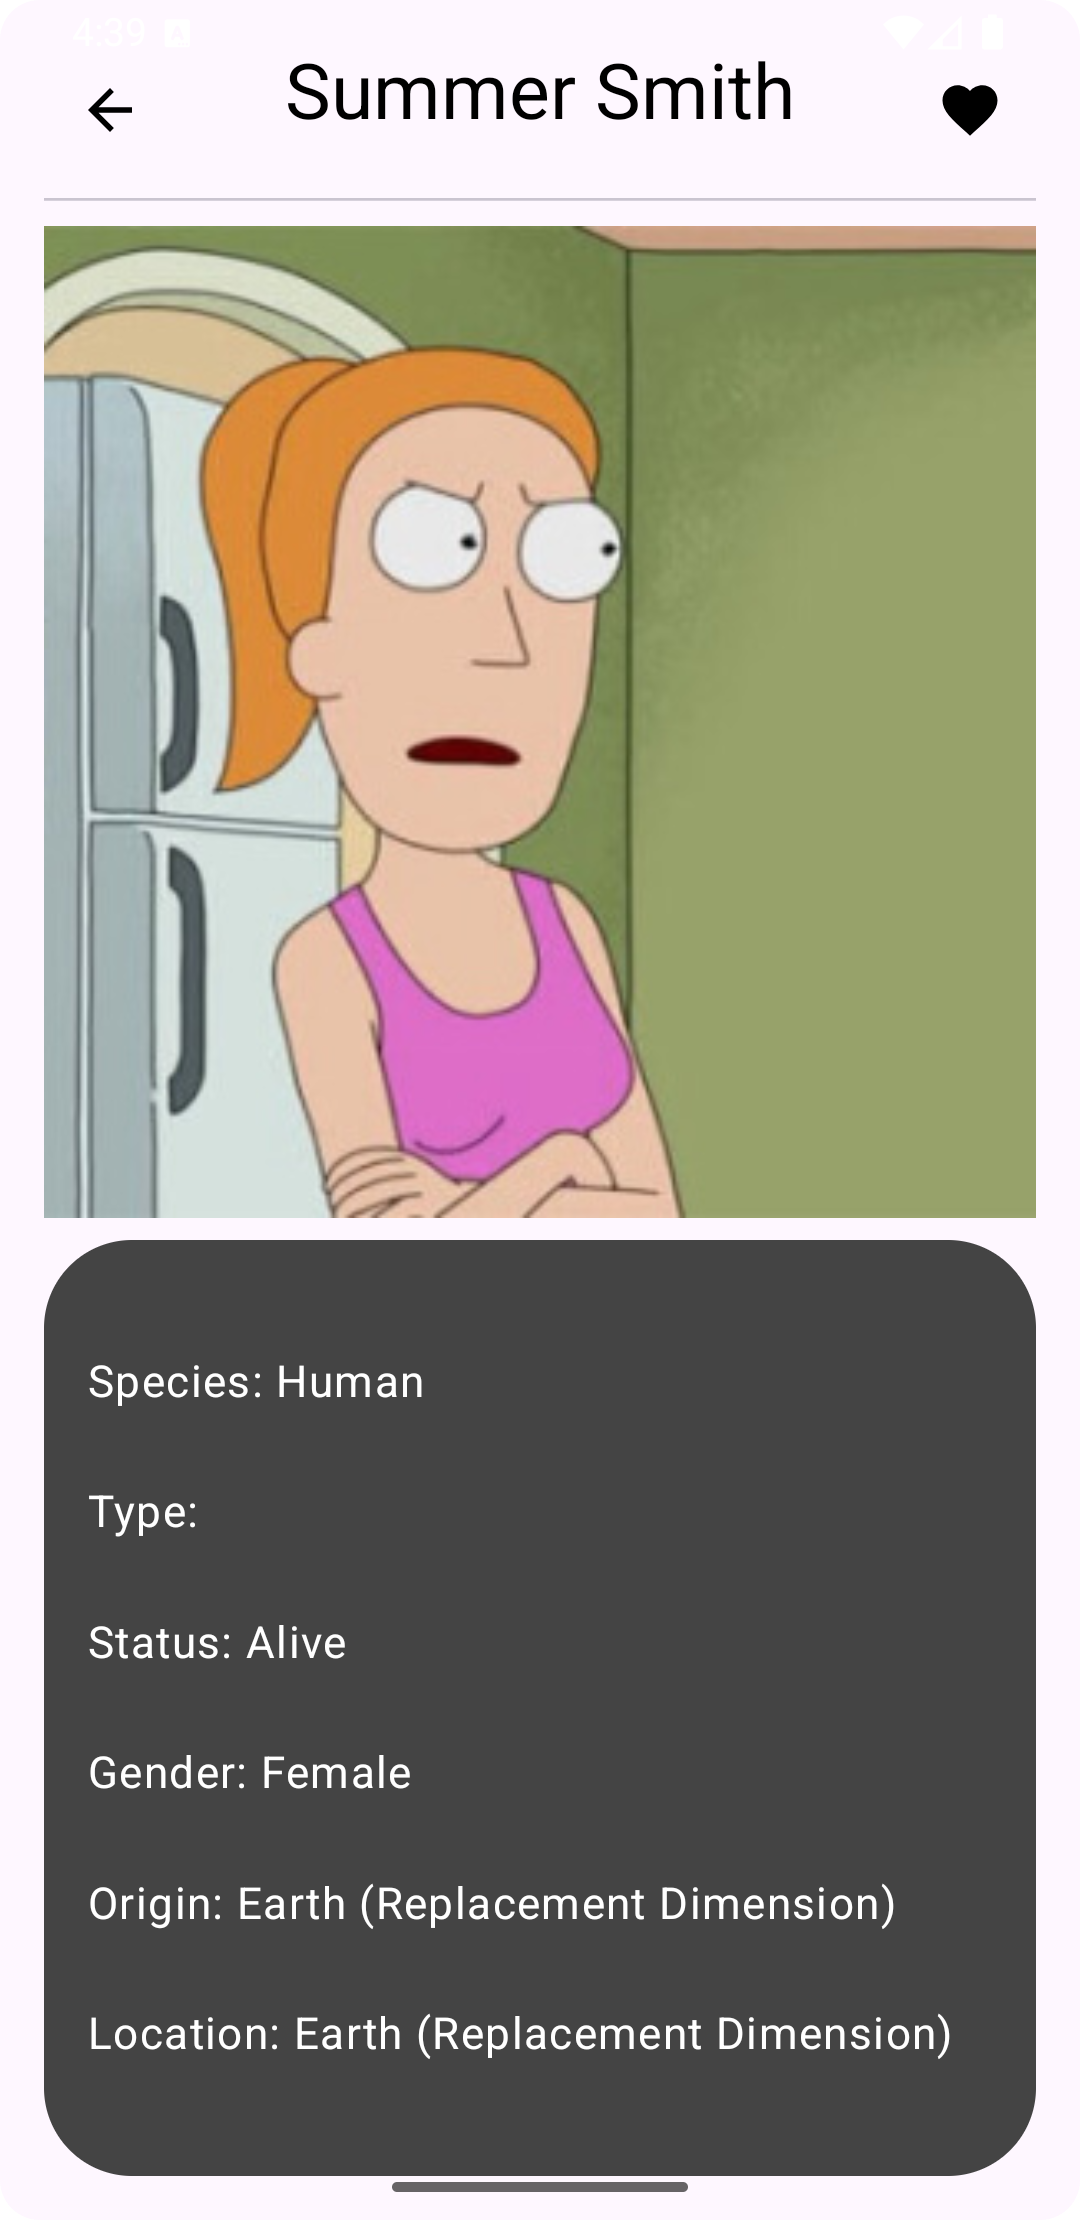 4:39
Summer Smith
Species: Human
Type:
Status: Alive
Gender: Female
Origin: Earth (Replacement Dimension)
Location: Earth (Replacement Dimension)